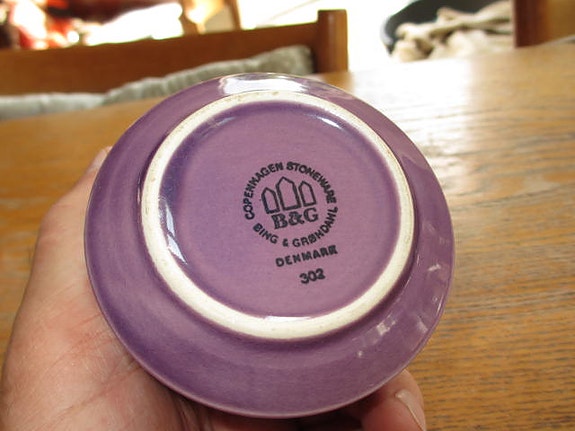 COPENHAGEN STONEWARE
B&G
BING & GRØNDAHL
DENMARK
302